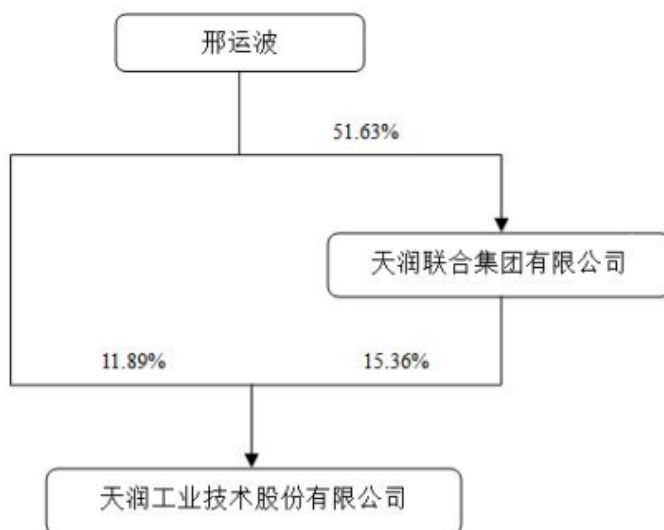 邢运波
51.63%
天润联合集团有限公司
11.89%
15.36%
天润工业技术股份有限公司